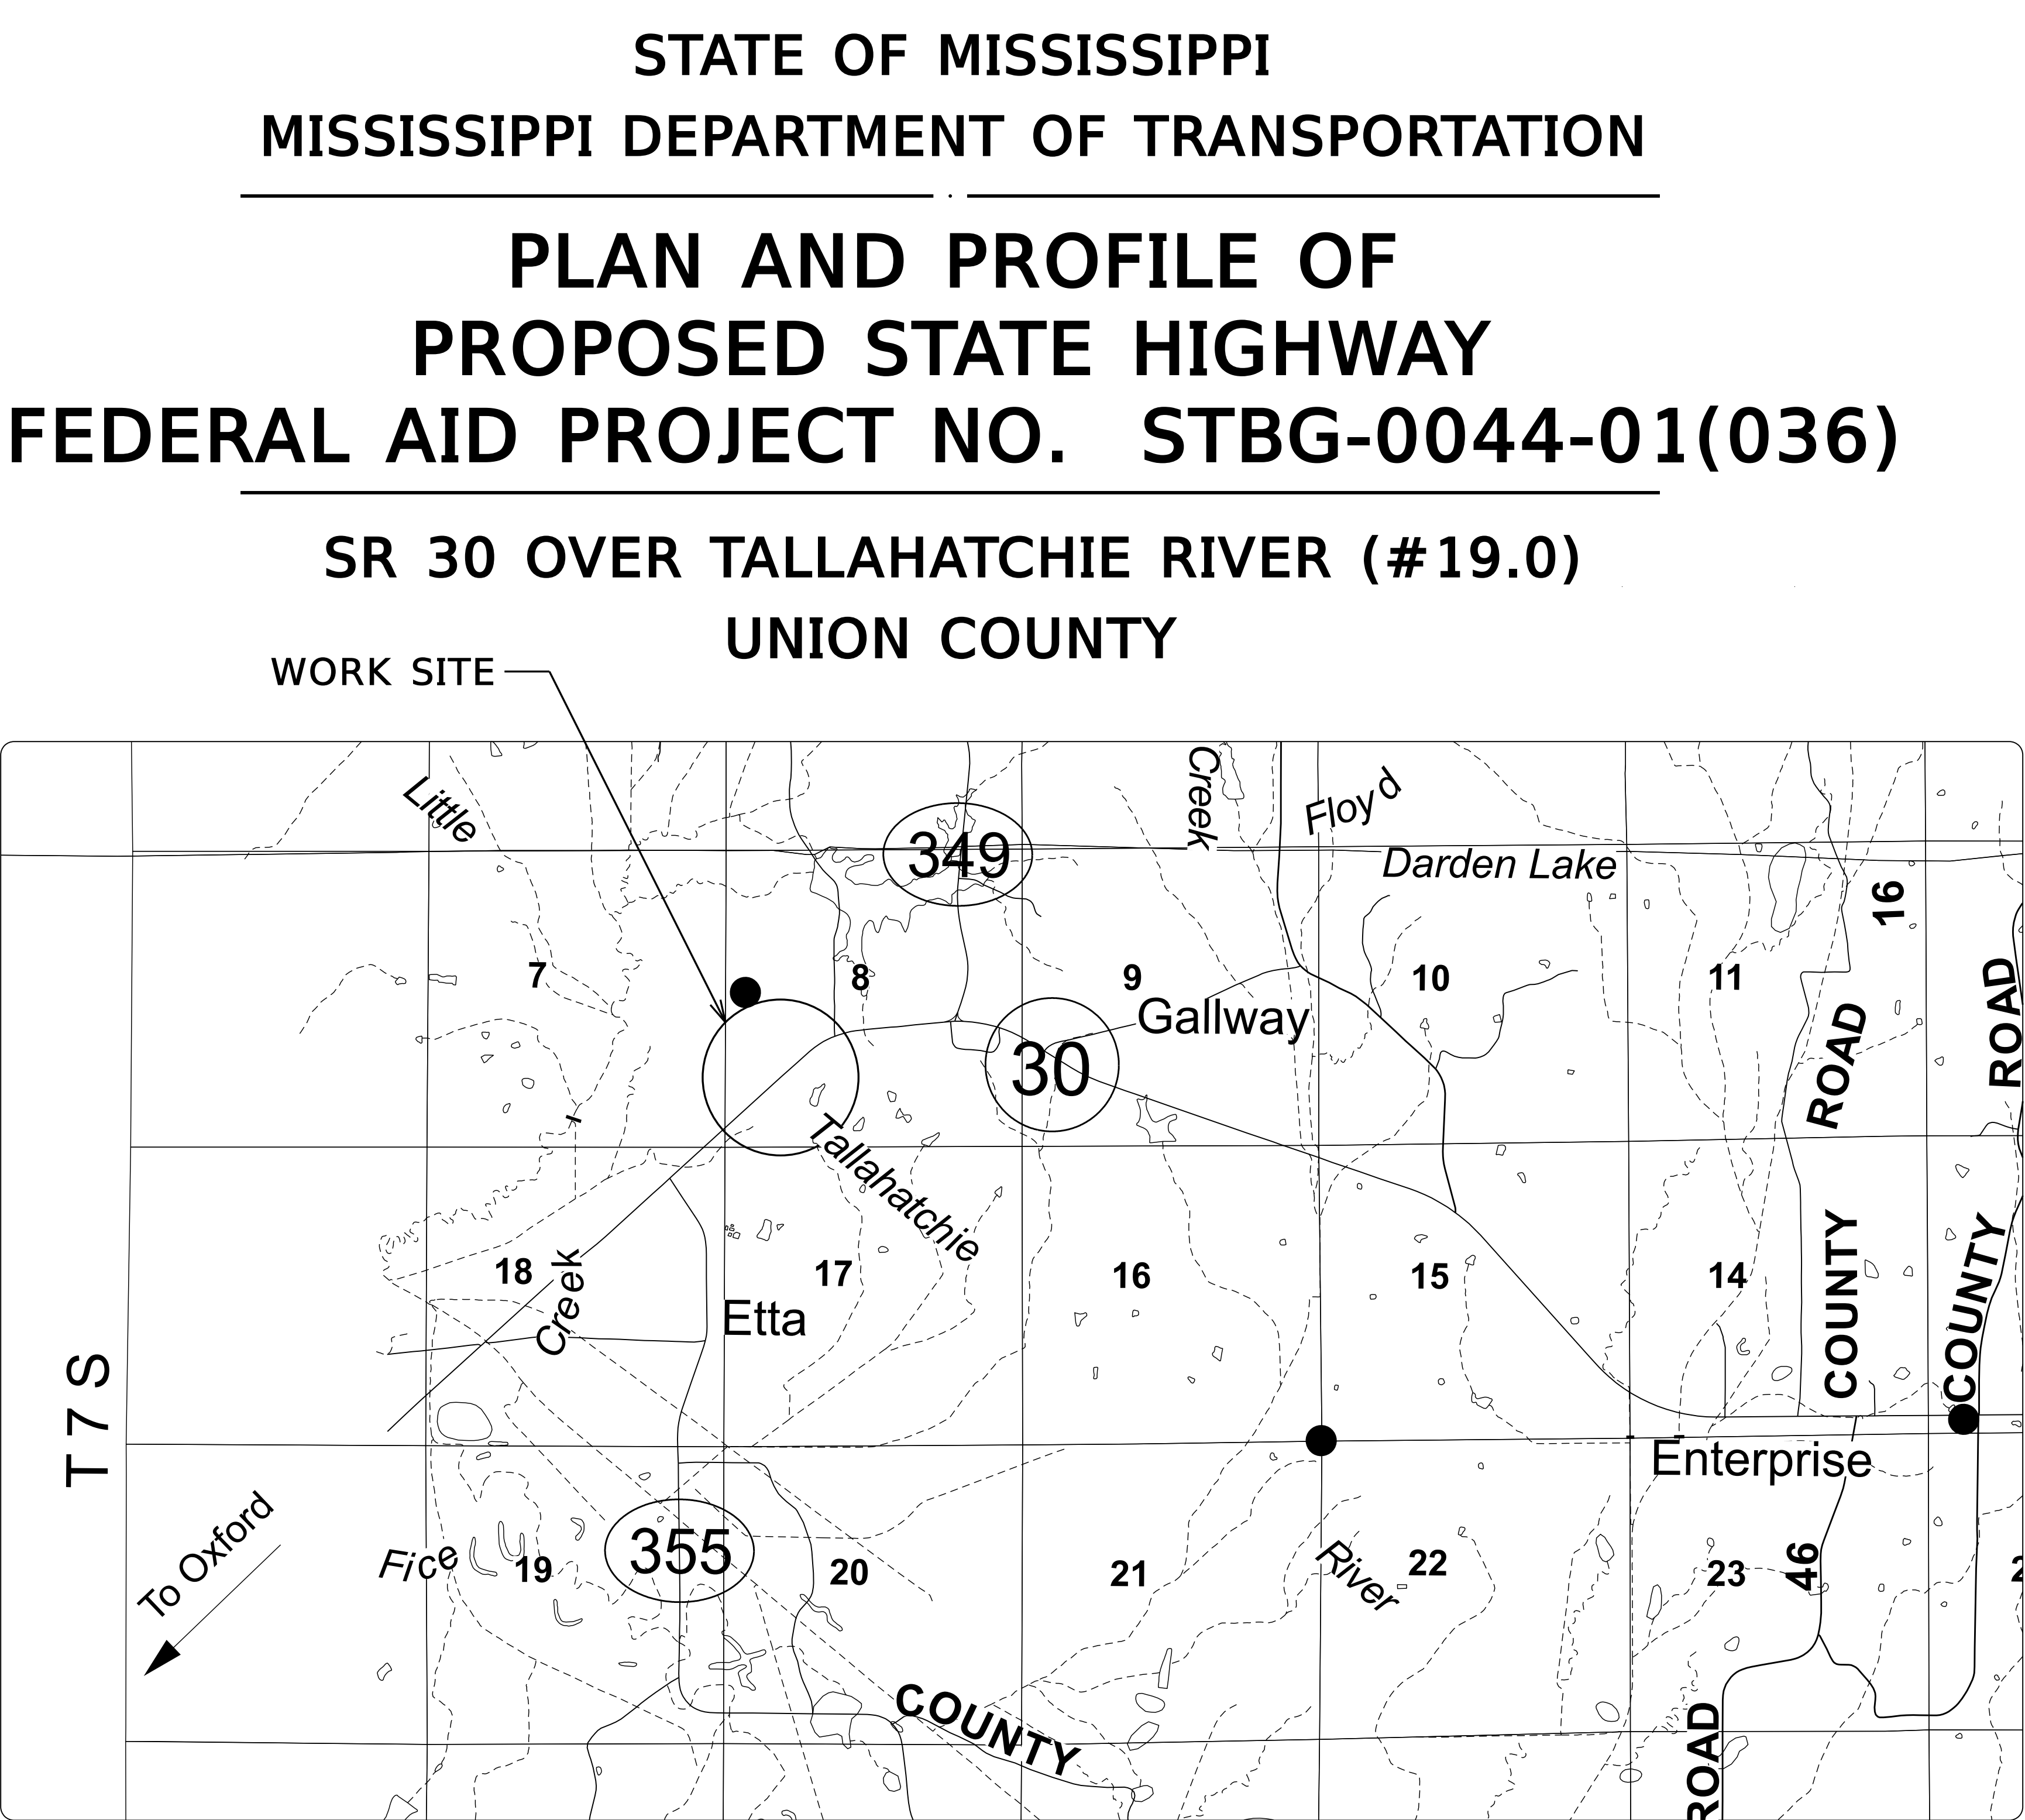 STATE OF MISSISSIPPI
MISSISSIPPI DEPARTMENT OF TRANSPORTATION
PLAN AND PROFILE OF
PROPOSED STATE HIGHWAY
FEDERAL AID PROJECT NO. STBG-0044-01(036)
SR 30 OVER TALLAHATCHIE RIVER (#19.0)
UNION COUNTY
WORK SITE
Little
Creek
Floyd
349
Darden Lake
16
7
8
9
10
11
Gallway
ROAD
ROAD
30
Tallahatchie
18
Creek
17
16
15
14
COUNTY
COUNTY
Etta
T 7 S
Enterprise
To Oxford
Fice
19
355
20
21
River
22
23
46
COUNTY
ROAD